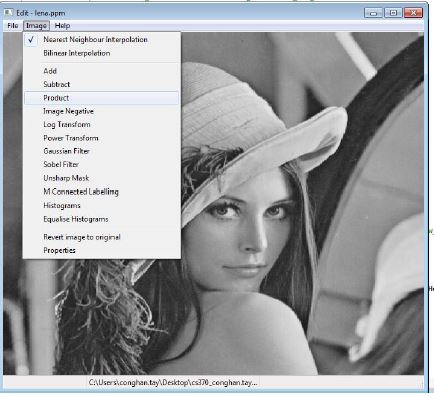 Edit - lena.ppm
File Image Help
Nearest Neighbour Interpolation
Bilinear Interpolation
Add
Subtract
Product
Image Negative
Log Transform
Power Transform
Gaussian Filter
Sobel Filter
Unsharp Mask
M Connected Labelling
Histograms
Equalise Histograms
Revert image to original
Properties
C:\Users\conghan.tay\Desktop\cs370_conghan.tay...